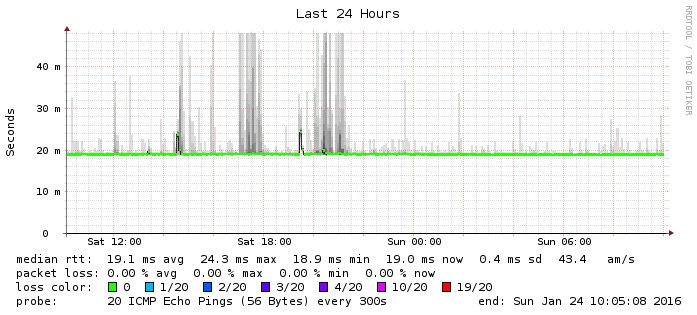 Last 24 Hours
RRDTOOL / TOBI OETIKER
Seconds
40 m
30 m
20 m
10 m
0
Sat 12:00 Sat 18:00 Sun 00:00 Sun 06:00
median rtt: 19.1 ms avg 24.3 ms max 18.9 ms min 19.0 ms now 0.4 ms sd 43.4 am/s
packet loss: 0.00 % avg 0.00 % max 0.00 % min 0.00 % now
loss color: 0 1/20 2/20 3/20 4/20 10/20 19/20
probe: 20 ICMP Echo Pings (56 Bytes) every 300s end: Sun Jan 24 10:05:08 2016